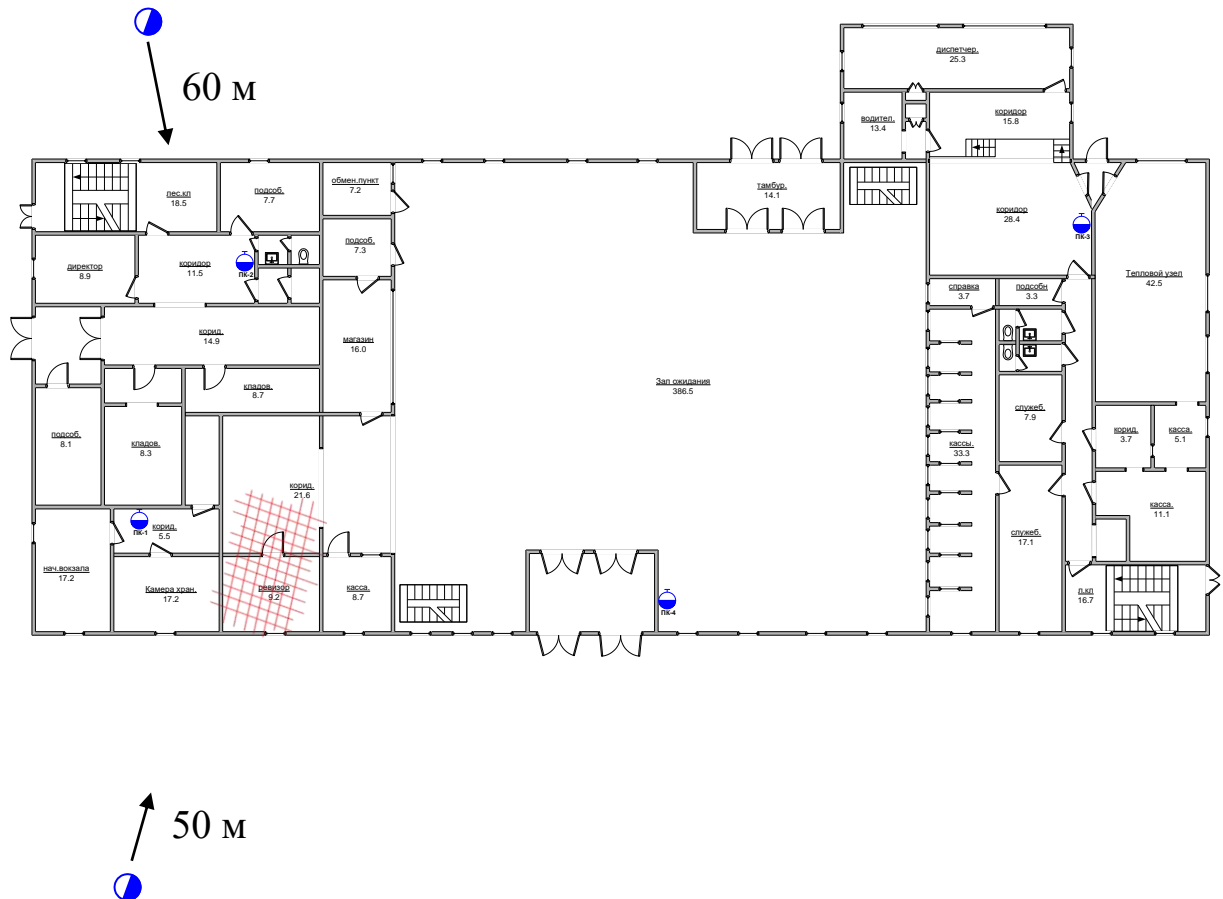 60 м
диспетчер.
25.3
водител.
13.4
коридор
15.8
лес.кл
18.5
подсоб.
7.7
обмен.пункт
7.2
тамбур.
14.1
коридор
28.4
ПК-3
подсоб.
7.3
директор
8.9
коридор
11.5
ПК-2
Тепловой узел
42.5
справка
3.7
подсобн
3.3
корид.
14.9
магазин
16.0
Зал ожидания
386.5
кладов.
8.7
подсоб.
8.1
кладов.
8.3
служеб.
7.9
кассы.
33.3
корид.
3.7
касса.
5.1
корид.
21.6
касса.
11.1
ПК-1
корид.
5.5
служеб.
17.1
нач.вокзала
17.2
Камера хран.
17.2
ревизор
9.2
касса.
8.7
ПК-4
л.кл
16.7
50 м